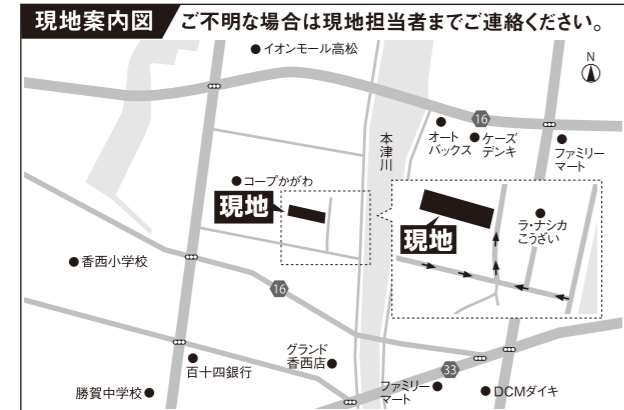 現地案内図
ご不明な場合は現地担当者までご連絡ください。
イオンモール高松
N
16
本津川
オート
バックス
ケーズ
デンキ
ファミリー
マート
コープかがわ
現地
現地
ラ・ナシカ
こうざい
香西小学校
16
グランド
香西店
百十四銀行
33
ファミリー
マート
DCMダイキ
勝賀中学校